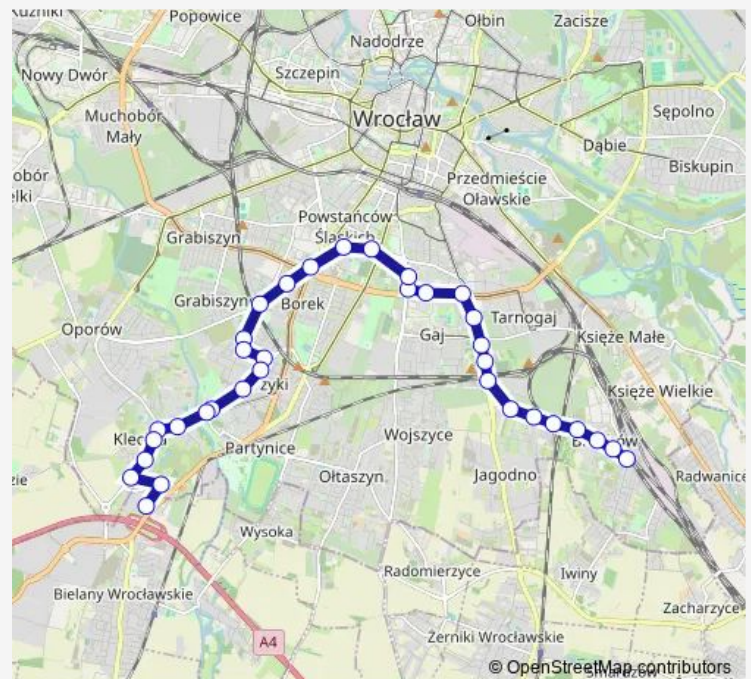 Popowice
Olbin
Zacisze
Nadodrze
Nowy Dwór
Szczepin
Muchobór
Mały
Wrocław
Sępolno
Dąbie
Biskupin
Przedmieście
Oławskie
Powstańców
Śląskich
Grabiszyn
Grabiszyn
Borek
Oporów
Tarnogaj
Gaj
Księże Małe
Księże Wielkie
Partynice
Wojszyce
Ołtaszyn
Jagodno
Radwanice
Wysoka
Radomierzyce
Iwiny
Bielany Wrocławskie
Zacharzyce
Żerniki Wrocławskie
A4
© OpenStreetMap contributors